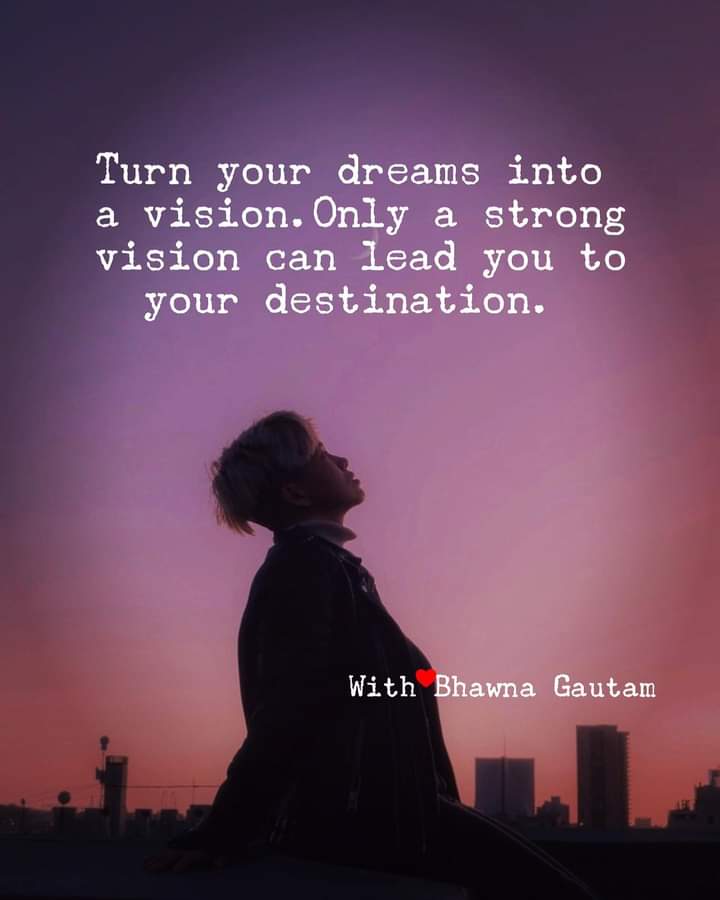 Turn your dreams into
a vision. Only a strong
vision can lead you to
your destination.
With❤Bhawna Gautam